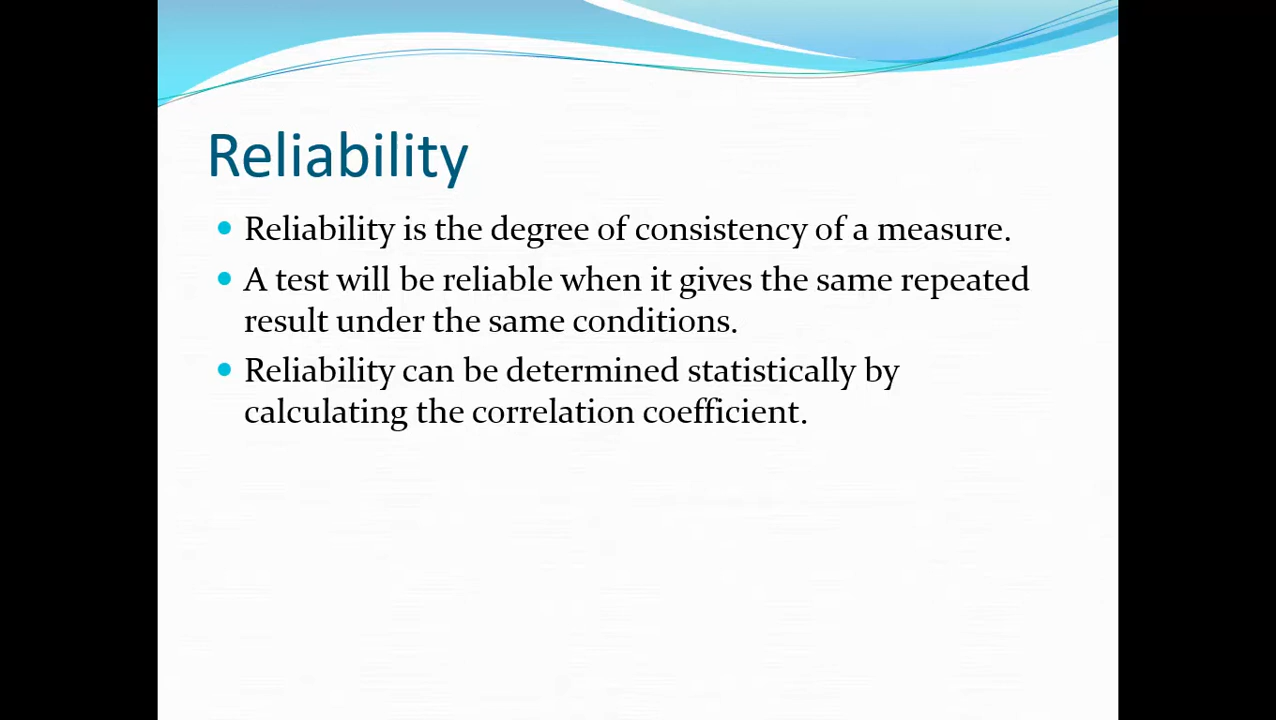 Reliability
• Reliability is the degree of consistency of a measure.
• A test will be reliable when it gives the same repeated
result under the same conditions.
• Reliability can be determined statistically by
calculating the correlation coefficient.